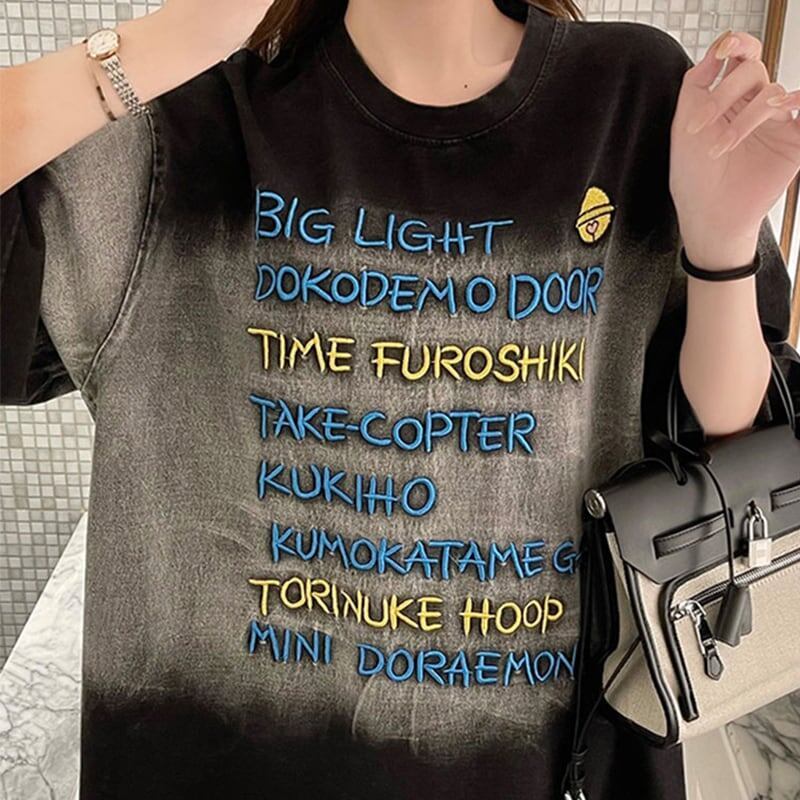 BIG LIGHT
DOKODEMO DOOR
TIME FUROSHIKI
TAKE-COPTER
KUKIHO
KUMOKATAME G
TORINUKE HOOP
MINI DORAEMON